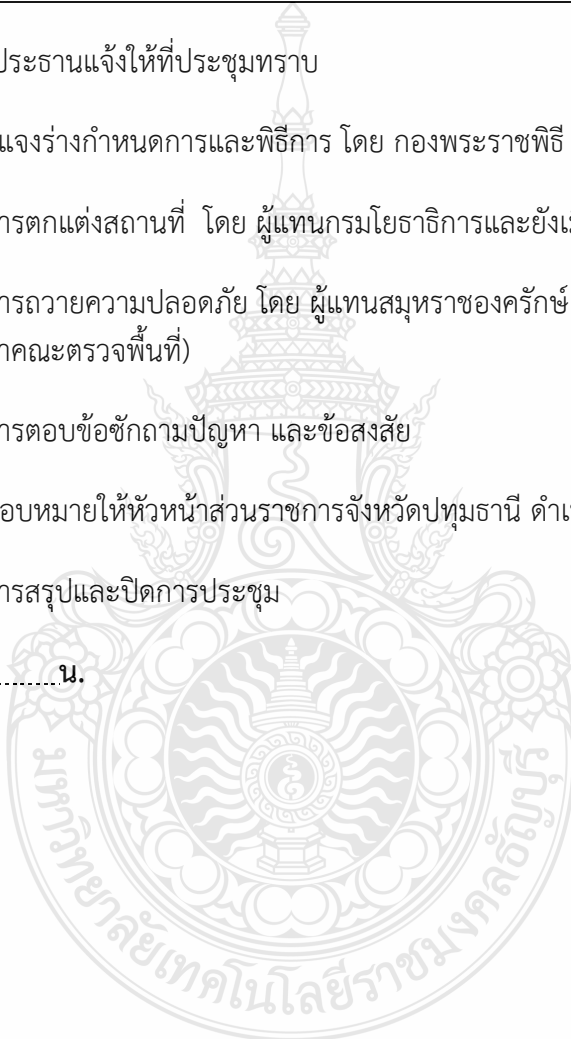 ประธานแจ้งให้ที่ประชุมทราบ
แจงร่างกำหนดการและพิธีการ โดย กองพระราชพิธี
ารตกแต่งสถานที่ โดย ผู้แทนกรมโยธาธิการและยังเ
ารถวายความปลอดภัย โดย ผู้แทนสมุหราชองครักษ์
าคณะตรวจพื้นที่)
ารตอบข้อซักถามปัญหา และข้อสงสัย
อบหมายให้หัวหน้าส่วนราชการจังหวัดปทุมธานี ดำเ
ารสรุปและปิดการประชุม
.........น.
มหาวิทยาลัยเทคโนโลยีราชมงคลธัญบุรี